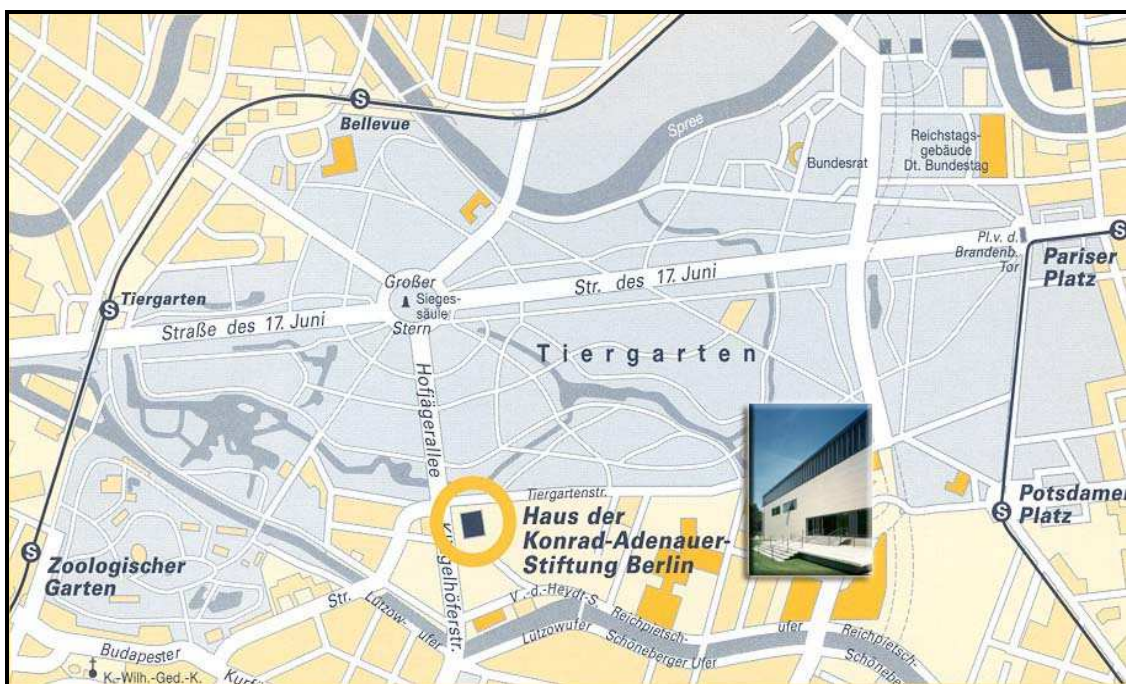 S
Bellevue
Spree
Bundesrat
Reichstags-
gebäude
Dt. Bundestag
Pl.v. d.
Brandenb.
Tor
S
Pariser
Platz
S
Tiergarten
Großer
Sieges-
säule
Stern
Str. des 17. Juni
Straße des 17. Juni
Tiergarten
Hofjägerallee
Tiergartenstr.
Haus der
Konrad-Adenauer-
Stiftung Berlin
S
Potsdamer
Platz
S
Zoologischer
Garten
V.-d.-Heydt-S.
Reichpietsch-
ufer
Reichpietsch-
Str.
Lützow-
ufer
Lützowufer
Schöneberger Ufer
Schöneberger
Budapester
K.-Wilh.-Ged.-K.